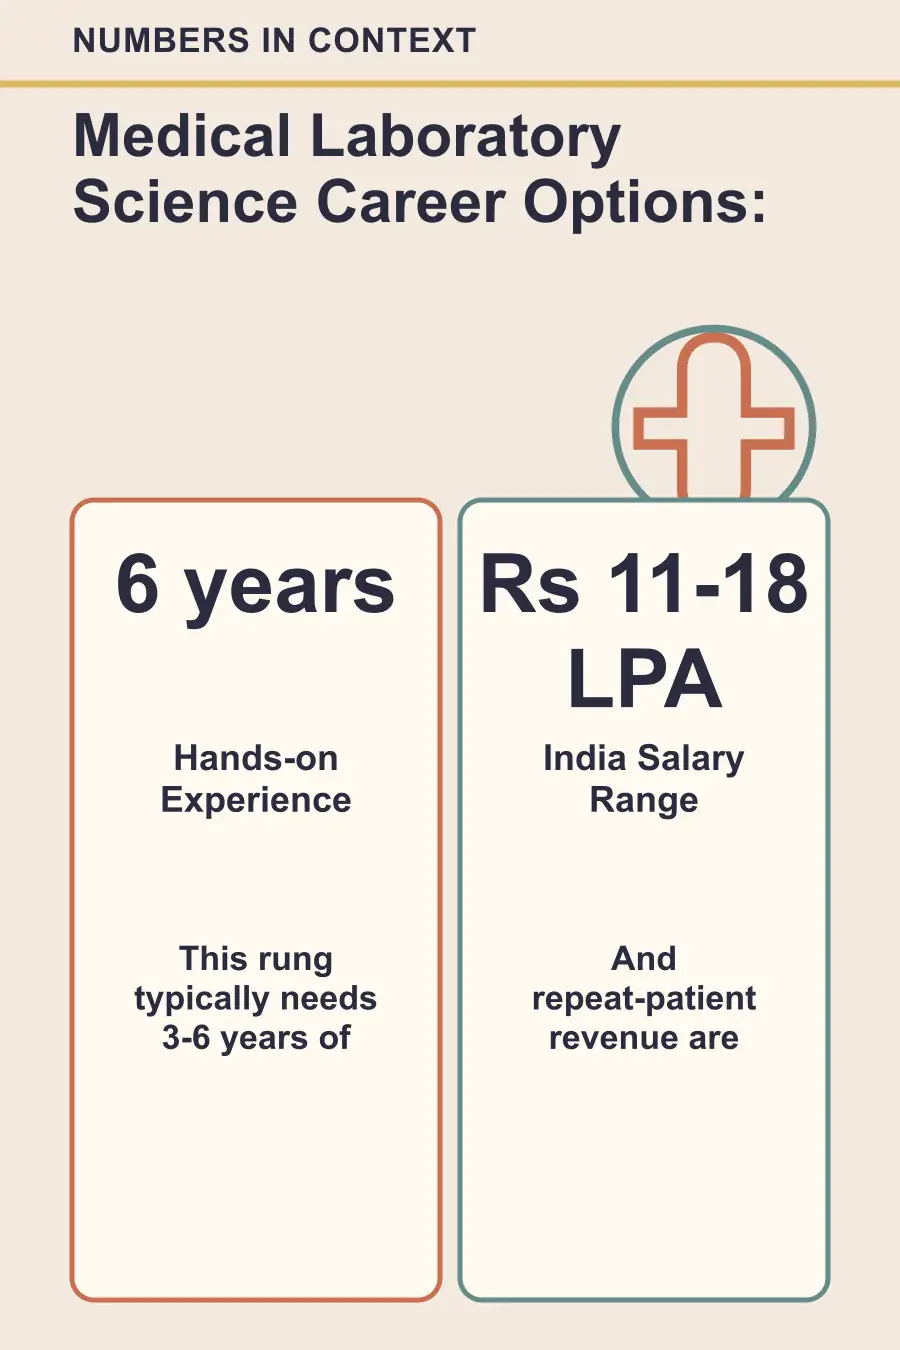 NUMBERS IN CONTEXT
Medical Laboratory
Science Career Options:
6 years
Hands-on
Experience
This rung
typically needs
3-6 years of
Rs 11-18
LPA
India Salary
Range
And
repeat-patient
revenue are